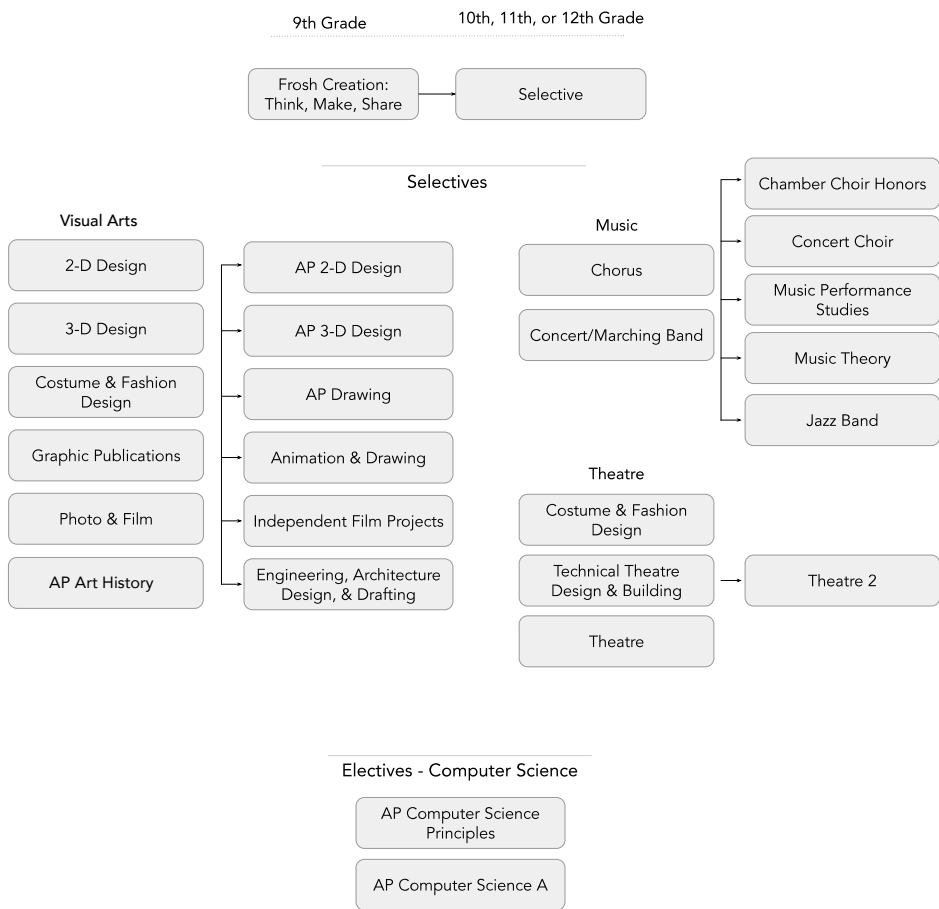 9th Grade
10th, 11th, or 12th Grade
Frosh Creation:
Think, Make, Share
Selective
Selectives
Visual Arts
2-D Design
3-D Design
Costume & Fashion
Design
Graphic Publications
Photo & Film
AP Art History
AP 2-D Design
AP 3-D Design
AP Drawing
Animation & Drawing
Independent Film Projects
Engineering, Architecture
Design, & Drafting
Music
Chorus
Concert/Marching Band
Chamber Choir Honors
Concert Choir
Music Performance
Studies
Music Theory
Jazz Band
Theatre
Costume & Fashion
Design
Technical Theatre
Design & Building
Theatre
Theatre 2
Electives - Computer Science
AP Computer Science
Principles
AP Computer Science A